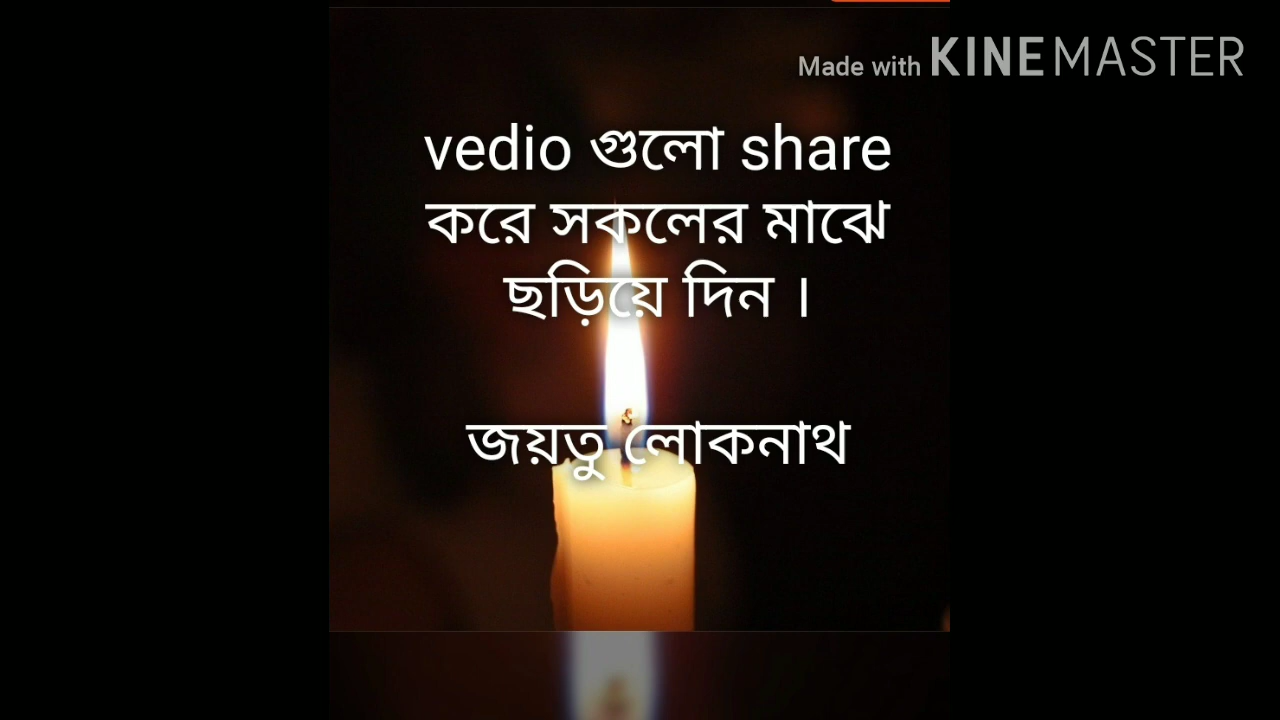 Made with KINEMASTER
vedio গুলো share
করে সকলের মাঝে
ছড়িয়ে দিন ।
জয়তু লোকনাথ